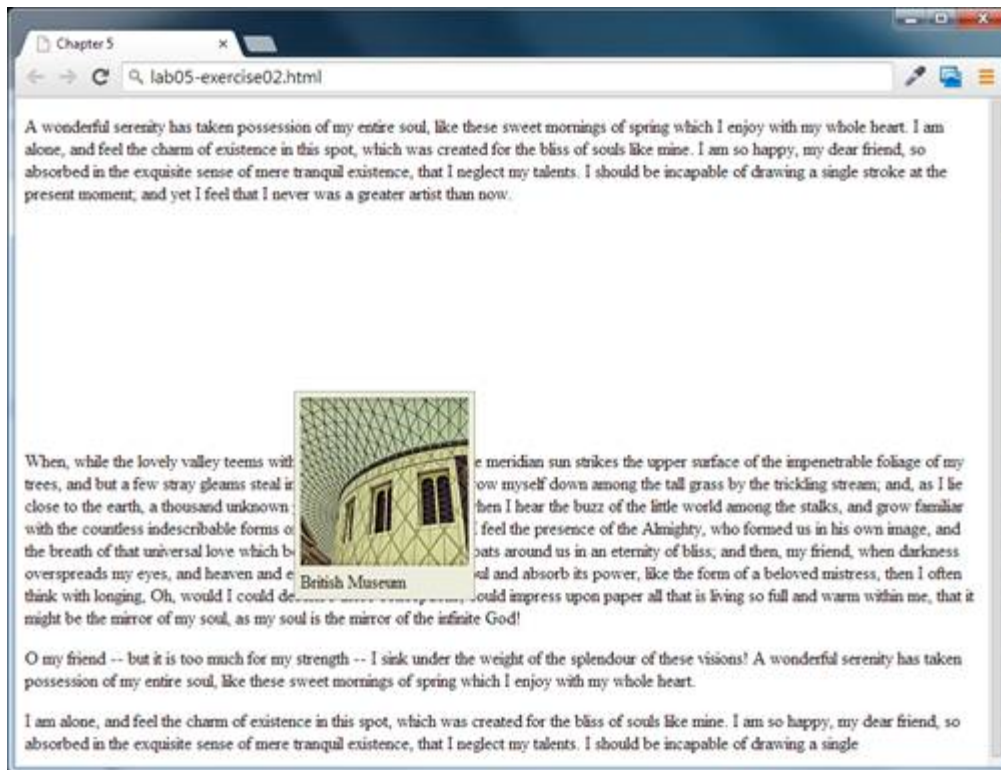 Chapter 5
lab05-exercise02.html
A wonderful serenity has taken possession of my entire soul, like these sweet mornings of spring which I enjoy with my whole heart. I am
alone, and feel the charm of existence in this spot, which was created for the bliss of souls like mine. I am so happy, my dear friend, so
absorbed in the exquisite sense of mere tranquil existence, that I neglect my talents. I should be incapable of drawing a single stroke at the
present moment; and yet I feel that I never was a greater artist than now.
When, while the lovely valley teems with e meridian sun strikes the upper surface of the impenetrable foliage of my
trees, and but a few stray gleams steal in ow myself down among the tall grass by the trickling stream; and, as I lie
close to the earth, a thousand unknown hen I hear the buzz of the little world among the stalks, and grow familiar
with the countless indescribable forms o I feel the presence of the Almighty, who formed us in his own image, and
the breath of that universal love which be oats around us in an eternity of bliss; and then, my friend, when darkness
overspreads my eyes, and heaven and e ul and absorb its power, like the form of a beloved mistress, then I often
British Museum
think with longing, Oh, would I could could impress upon paper all that is living so full and warm within me, that it
might be the mirror of my soul, as my soul is the mirror of the infinite God!
O my friend -- but it is too much for my strength -- I sink under the weight of the splendour of these visions! A wonderful serenity has taken
possession of my entire soul, like these sweet mornings of spring which I enjoy with my whole heart.
I am alone, and feel the charm of existence in this spot, which was created for the bliss of souls like mine. I am so happy, my dear friend, so
absorbed in the exquisite sense of mere tranquil existence, that I neglect my talents. I should be incapable of drawing a single